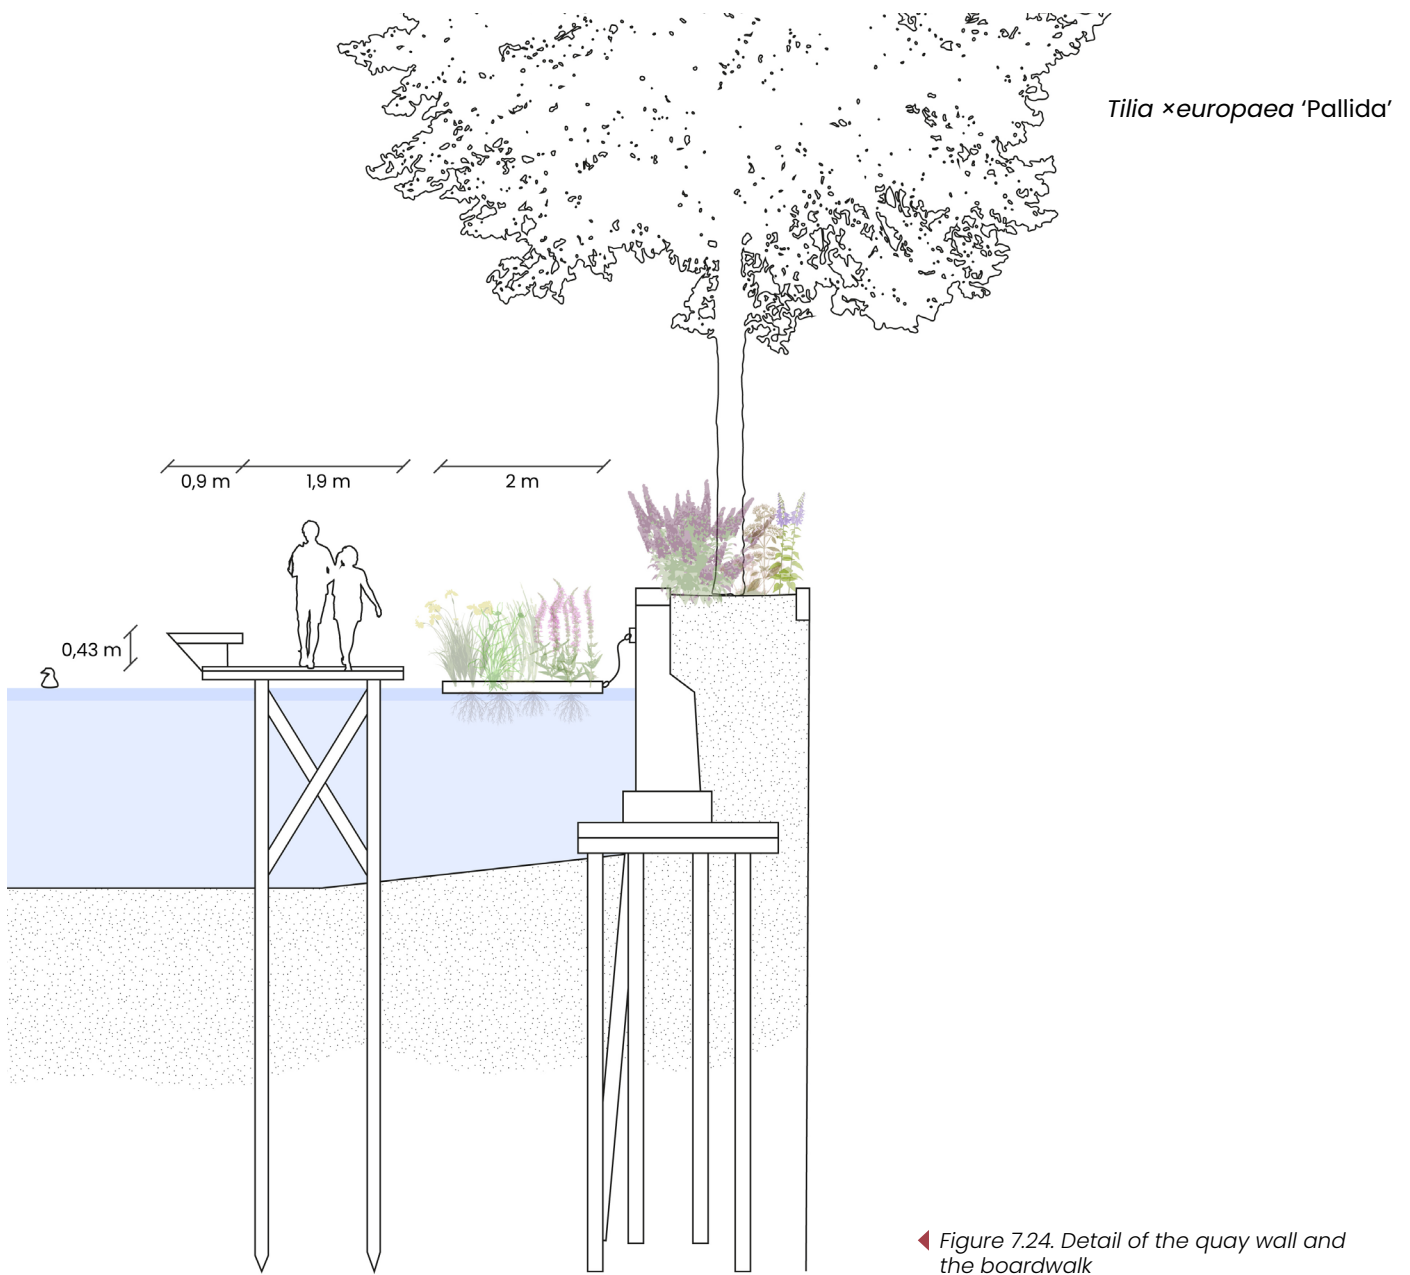 Tilia ×europaea ‘Pallida’
0,9 m
1,9 m
2 m
0,43 m
Figure 7.24. Detail of the quay wall and
the boardwalk